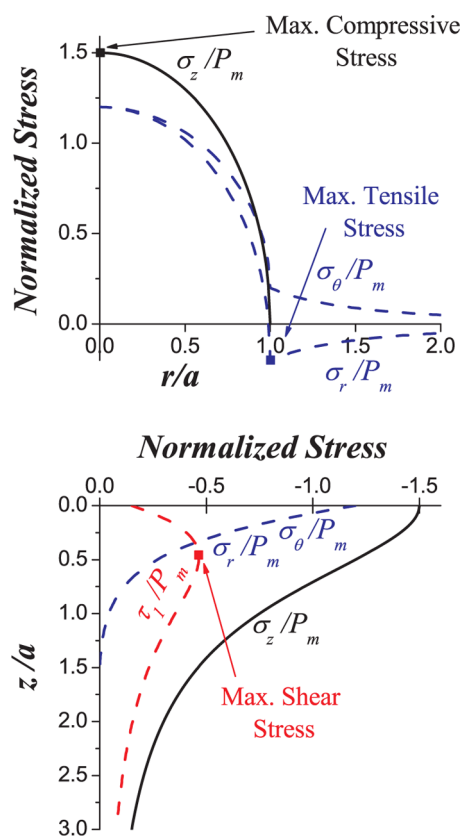 Max. Compressive
Stress
σz/Pm
Normalized Stress
1.5
1.0
0.5
0.0
Max. Tensile
Stress
σθ/Pm
σr/Pm
0.0 0.5 1.0 1.5 2.0
r/a
Normalized Stress
0.0 -0.5 -1.0 -1.5
0.0
0.5
1.0
1.5
2.0
2.5
3.0
z/a
σr/Pm σθ/Pm
τ1/Pm
σz/Pm
Max. Shear
Stress